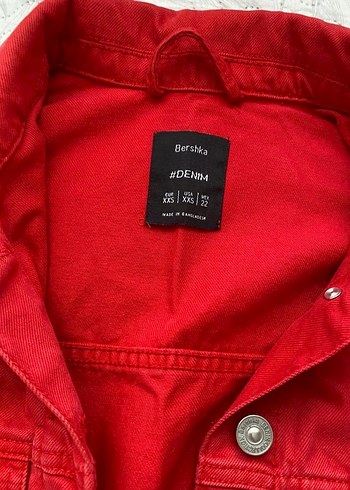 Bershka
#DENIM
EUR USA MEX
XXS XXS 22
MADE IN BANGLADESH